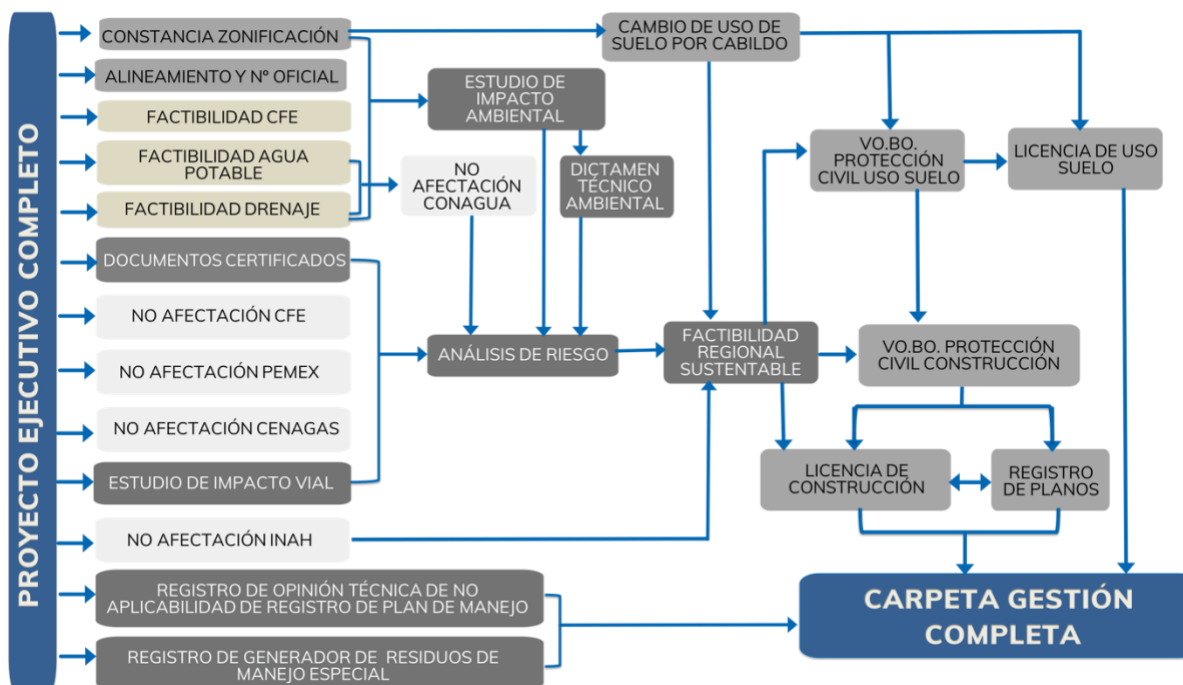 PROYECTO EJECUTIVO COMPLETO
CONSTANCIA ZONIFICACIÓN
ALINEAMIENTO Y Nº OFICIAL
FACTIBILIDAD CFE
FACTIBILIDAD AGUA
POTABLE
FACTIBILIDAD DRENAJE
DOCUMENTOS CERTIFICADOS
NO AFECTACIÓN CFE
NO AFECTACIÓN PEMEX
NO AFECTACIÓN CENAGAS
ESTUDIO DE IMPACTO VIAL
NO AFECTACIÓN INAH
REGISTRO DE OPINIÓN TÉCNICA DE NO
APLICABILIDAD DE REGISTRO DE PLAN DE MANEJO
REGISTRO DE GENERADOR DE RESIDUOS DE
MANEJO ESPECIAL
ESTUDIO DE
IMPACTO
AMBIENTAL
NO
AFECTACIÓN
CONAGUA
DICTAMEN
TÉCNICO
AMBIENTAL
ANÁLISIS DE RIESGO
CAMBIO DE USO DE
SUELO POR CABILDO
FACTIBILIDAD
REGIONAL
SUSTENTABLE
VO.BO.
PROTECCIÓN
CIVIL USO SUELO
LICENCIA DE USO
SUELO
VO.BO. PROTECCIÓN
CIVIL CONSTRUCCIÓN
LICENCIA DE
CONSTRUCCIÓN
REGISTRO
DE PLANOS
CARPETA GESTIÓN
COMPLETA